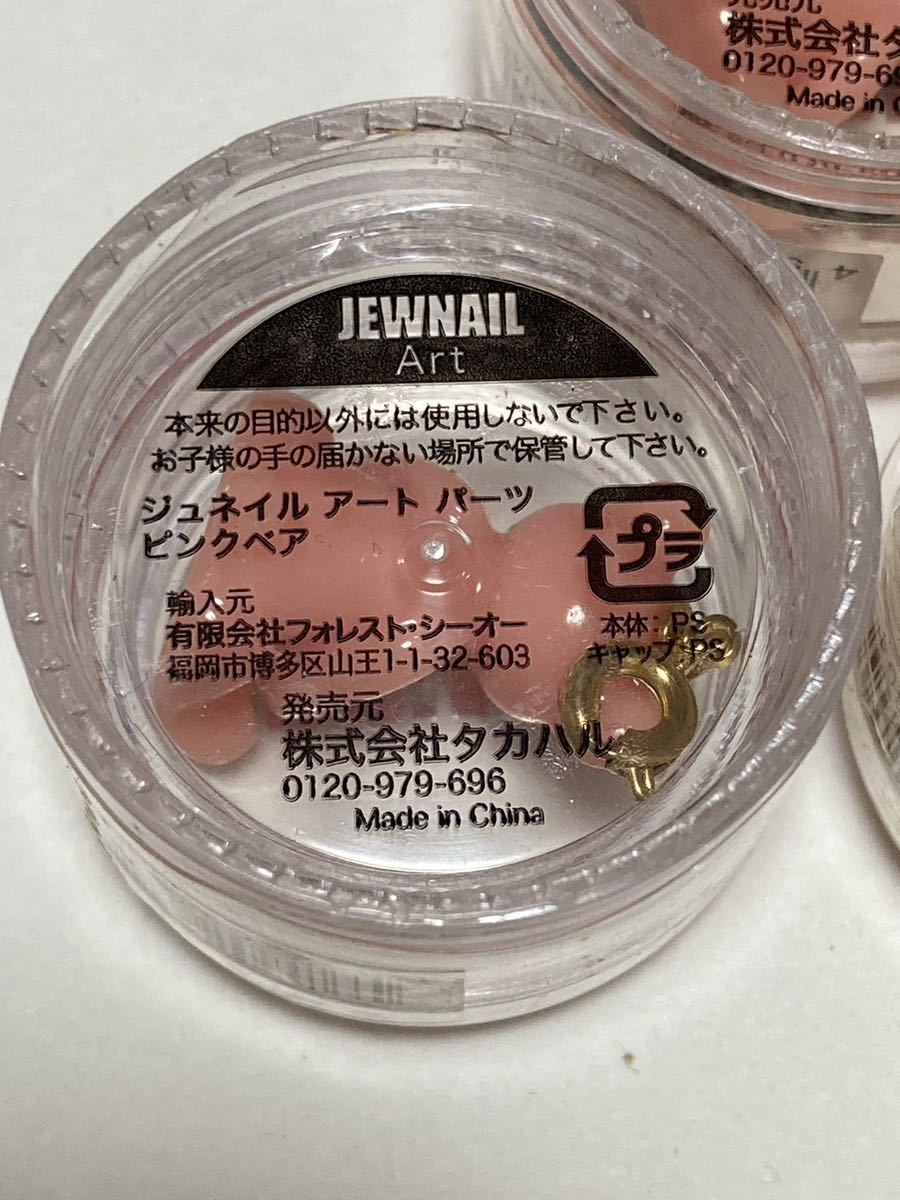 JEWNAIL
Art
本来の目的以外には使用しないで下さい。
お子様の手の届かない場所で保管して下さい。
ジュネイル アート パーツ
ピンクベア
プラ
輸入元
有限会社フォレスト・シーオー
福岡市博多区山王1-1-32-603
本体: PS
キャップ:PS
発売元
株式会社タカハル
0120-979-696
Made in China
発売元
株式会社タ
0120-979-69
Made in C